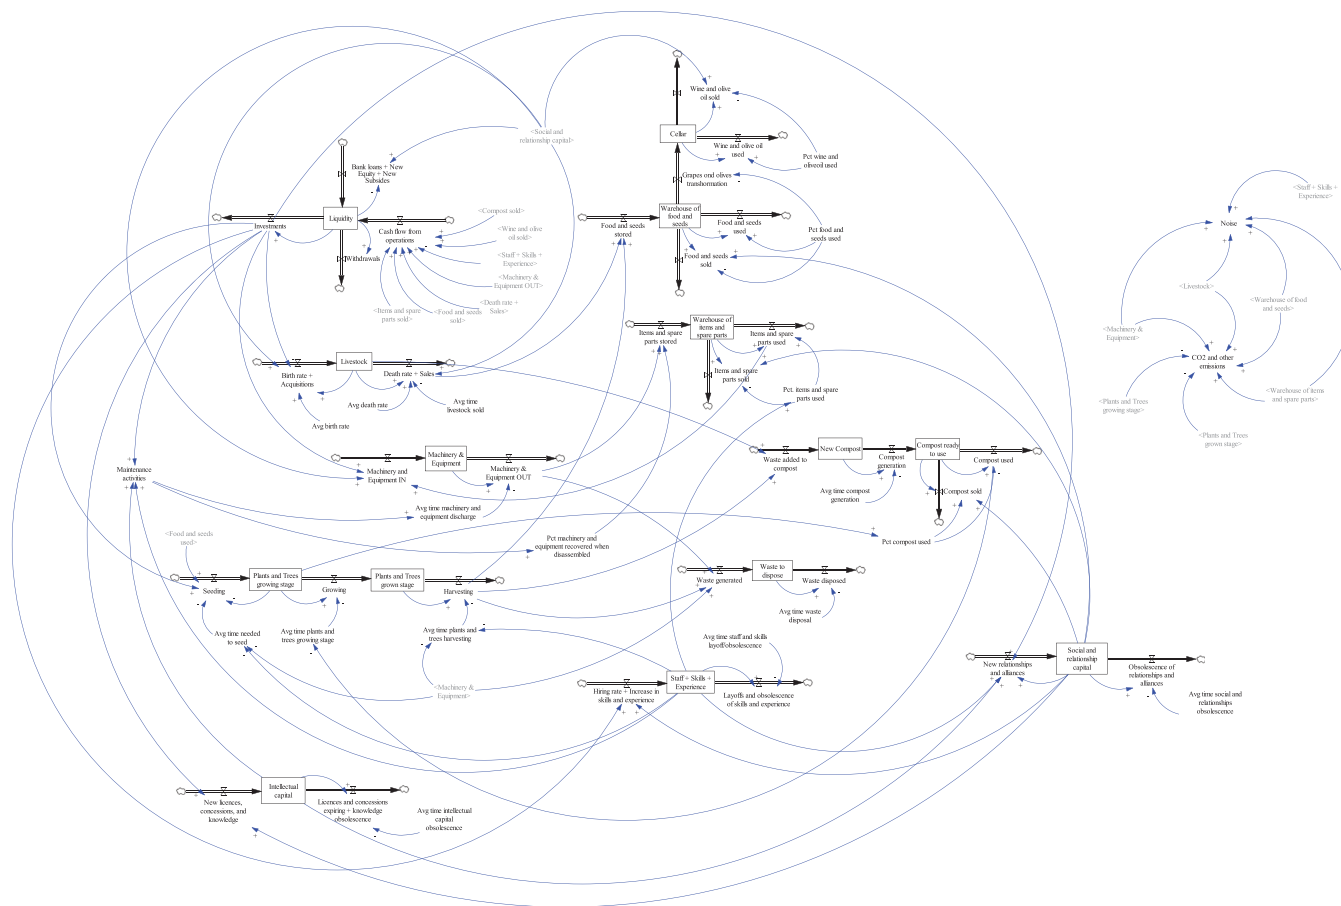 Wine and olive
oil sold
<Social and
relationship capital>
Cellar
Wine and olive oil
used
Pct wine and
oliveoil used
Bank loans + New
Equity + New
Subsides
Grapes ond olives
transformation
<Staff + Skills +
Experience>
Liquidity
Investments
Cash flow from
operations
<Compost sold>
<Wine and olive
oil sold>
<Staff + Skills +
Experience>
<Machinery &
Equipment OUT>
<Death rate +
Sales>
<Items and spare
parts sold>
<Food and seeds
sold>
Withdrawals
Food and seeds
stored
Warehouse of
food and
seeds
Food and seeds
used
Pct food and
seeds used
Food and seeds
sold
Noise
<Livestock>
<Warehouse of food
and seeds>
<Machinery &
Equipment>
CO2 and other
emissions
<Plants and Trees
growing stage>
<Warehouse of items
and spare parts>
<Plants and Trees
grown stage>
Items and spare
parts stored
Warehouse of
items and
spare parts
Items and spare
parts used
Items and spare
parts sold
Pct. items and spare
parts used
Livestock
Birth rate +
Acquisitions
Death rate + Sales
Avg death rate
Avg time
livestock sold
Avg birth rate
Machinery &
Equipment
Machinery and
Equipment IN
Machinery &
Equipment OUT
Maintenance
activities
Avg time machinery and
equipment discharge
New Compost
Compost ready
to use
Waste added to
compost
Compost
generation
Compost used
Avg time compost
generation
Compost sold
Pct compost used
Pct machinery and
equipment recovered when
disassembled
<Food and seeds
used>
Plants and Trees
growing stage
Plants and Trees
grown stage
Seeding
Growing
Harvesting
Avg time needed
to seed
Avg time plants and
trees growing stage
Avg time plants and
trees harvesting
<Machinery &
Equipment>
Waste generated
Waste to
dispose
Waste disposed
Avg time waste
disposal
Avg time staff and skills
layoff/obsolescence
Hiring rate + Increase in
skills and experience
Staff + Skills +
Experience
Layoffs and obsolescence
of skills and experience
New relationships
and alliances
Social and
relationship
capital
Obsolescence of
relationships and
alliances
Avg time social and
relationships
obsolescence
Intellectual
capital
New licences,
concessions, and
knowledge
Licences and concessions
expiring + knowledge
obsolescence
Avg time intellectual
capital
obsolescence